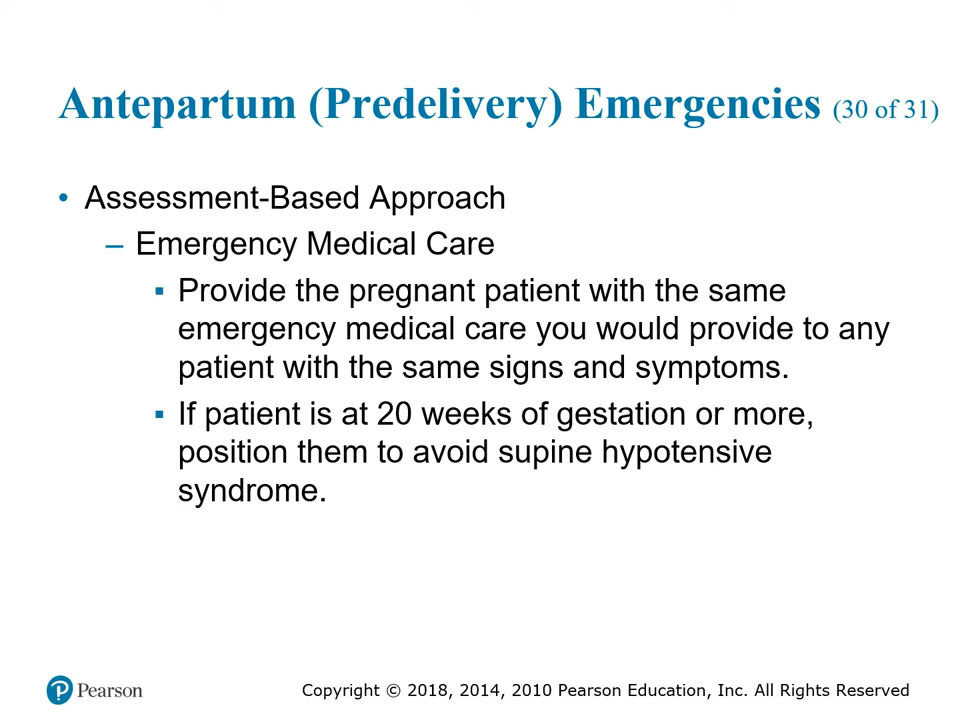 Antepartum (Predelivery) Emergencies (30 of 31)
• Assessment-Based Approach
– Emergency Medical Care
▪ Provide the pregnant patient with the same
emergency medical care you would provide to any
patient with the same signs and symptoms.
▪ If patient is at 20 weeks of gestation or more,
position them to avoid supine hypotensive
syndrome.
Pearson
Copyright © 2018, 2014, 2010 Pearson Education, Inc. All Rights Reserved